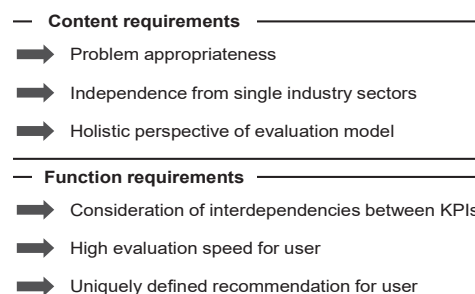 Content requirements
Problem appropriateness
Independence from single industry sectors
Holistic perspective of evaluation model
Function requirements
Consideration of interdependencies between KPIs
High evaluation speed for user
Uniquely defined recommendation for user